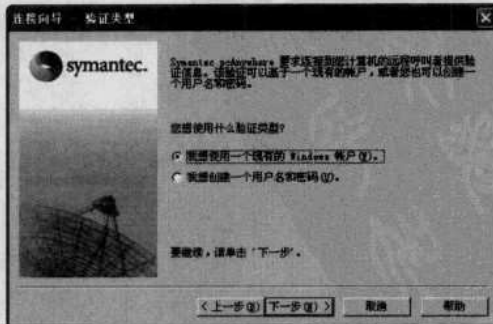 连接向导 - 验证类型
symantec.
Symantec pcAnywhere 要求连接到您计算机的远程呼叫者提供验
证信息。该验证可以基于一个现有的帐户，或者您也可以创建一
个用户名和密码。
您想使用什么验证类型?
我想使用一个现有的 Windows 帐户(W)。
我想创建一个用户名和密码(U)。
要继续，请单击'下一步'。
<上一步(B) 下一步(N)> 取消 帮助